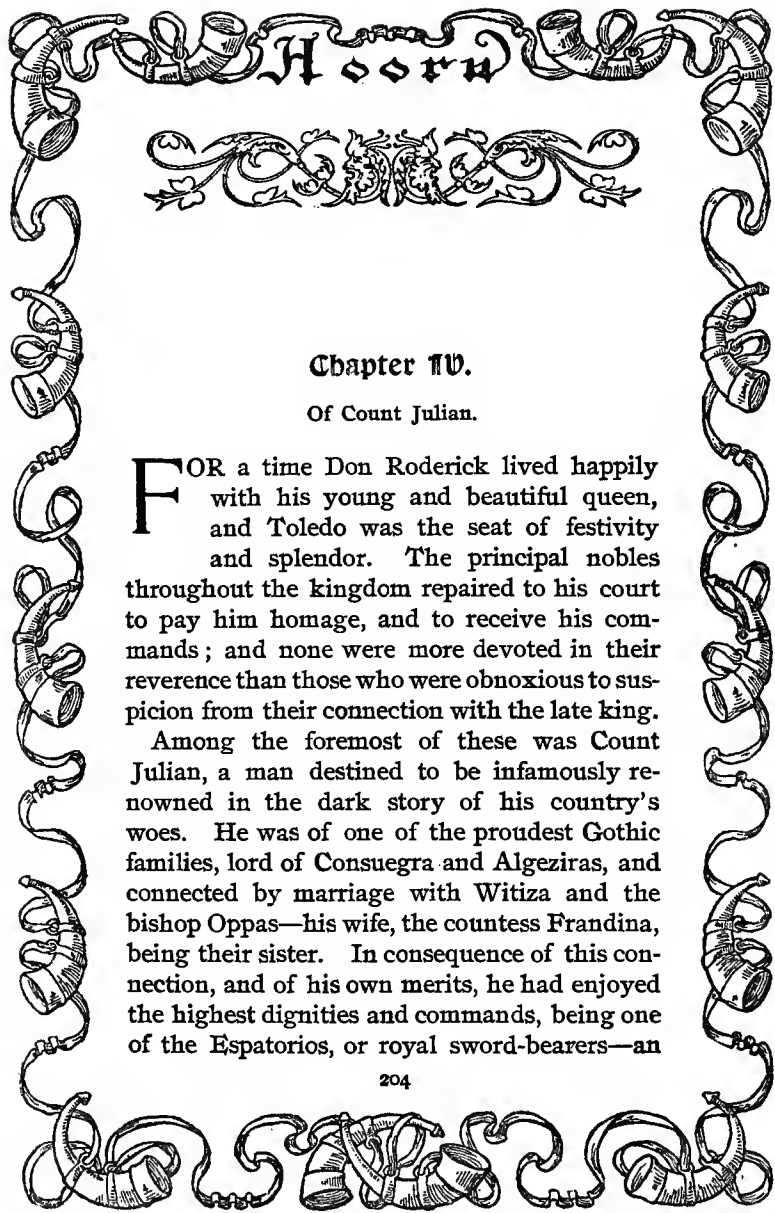 Hoorn
Chapter IV.
Of Count Julian.
FOR a time Don Roderick lived happily
with his young and beautiful queen,
and Toledo was the seat of festivity
and splendor. The principal nobles
throughout the kingdom repaired to his court
to pay him homage, and to receive his com-
mands; and none were more devoted in their
reverence than those who were obnoxious to sus-
picion from their connection with the late king.
Among the foremost of these was Count
Julian, a man destined to be infamously re-
nowned in the dark story of his country's
woes. He was of one of the proudest Gothic
families, lord of Consuegra and Algeziras, and
connected by marriage with Witiza and the
bishop Oppas—his wife, the countess Frandina,
being their sister. In consequence of this con-
nection, and of his own merits, he had enjoyed
the highest dignities and commands, being one
of the Espatorios, or royal sword-bearers—an
204